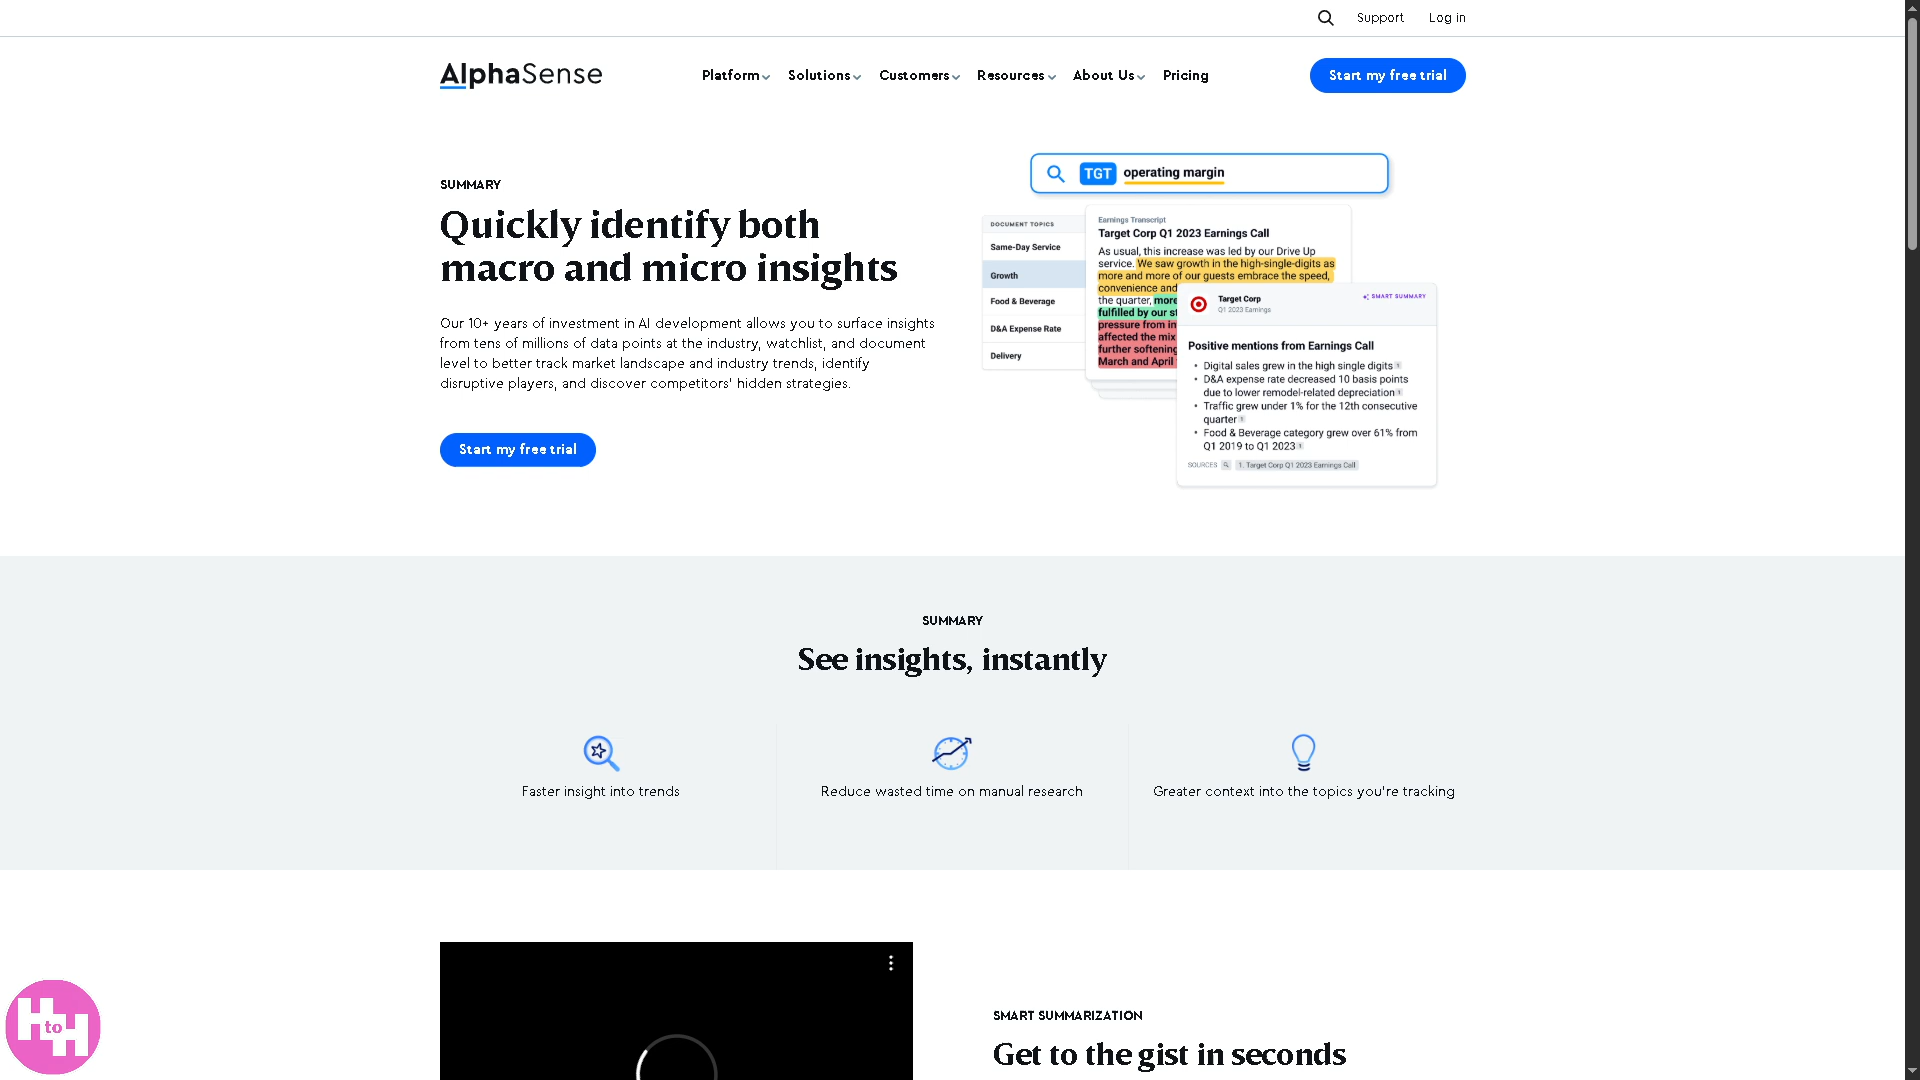 Support
Log in
AlphaSense
Platform
Solutions
Customers
Resources
About Us
Pricing
Start my free trial
SUMMARY
Quickly identify both
macro and micro insights
Our 10+ years of investment in AI development allows you to surface insights
from tens of millions of data points at the industry, watchlist, and document
level to better track market landscape and industry trends, identify
disruptive players, and discover competitors' hidden strategies.
Start my free trial
TGT operating margin
DOCUMENT TOPICS
Same-Day Service
Growth
Food & Beverage
D&A Expense Rate
Delivery
Earnings Transcript
Target Corp Q1 2023 Earnings Call
As usual, this increase was led by our Drive Up
service. We saw growth in the high-single-digits as
more and more of our guests embrace the speed,
convenience and
the quarter, more
fulfilled by our st
pressure from in
affected the mix
further softening
March and April
Target Corp
Q1 2023 Earnings
SMART SUMMARY
Positive mentions from Earnings Call
• Digital sales grew in the high single digits
• D&A expense rate decreased 10 basis points
due to lower remodel-related depreciation
• Traffic grew under 1% for the 12th consecutive
quarter
• Food & Beverage category grew over 61% from
Q1 2019 to Q1 2023
SOURCES
1. Target Corp Q1 2023 Earnings Call
SUMMARY
See insights, instantly
Faster insight into trends
Reduce wasted time on manual research
Greater context into the topics you're tracking
SMART SUMMARIZATION
Get to the gist in seconds
H to H